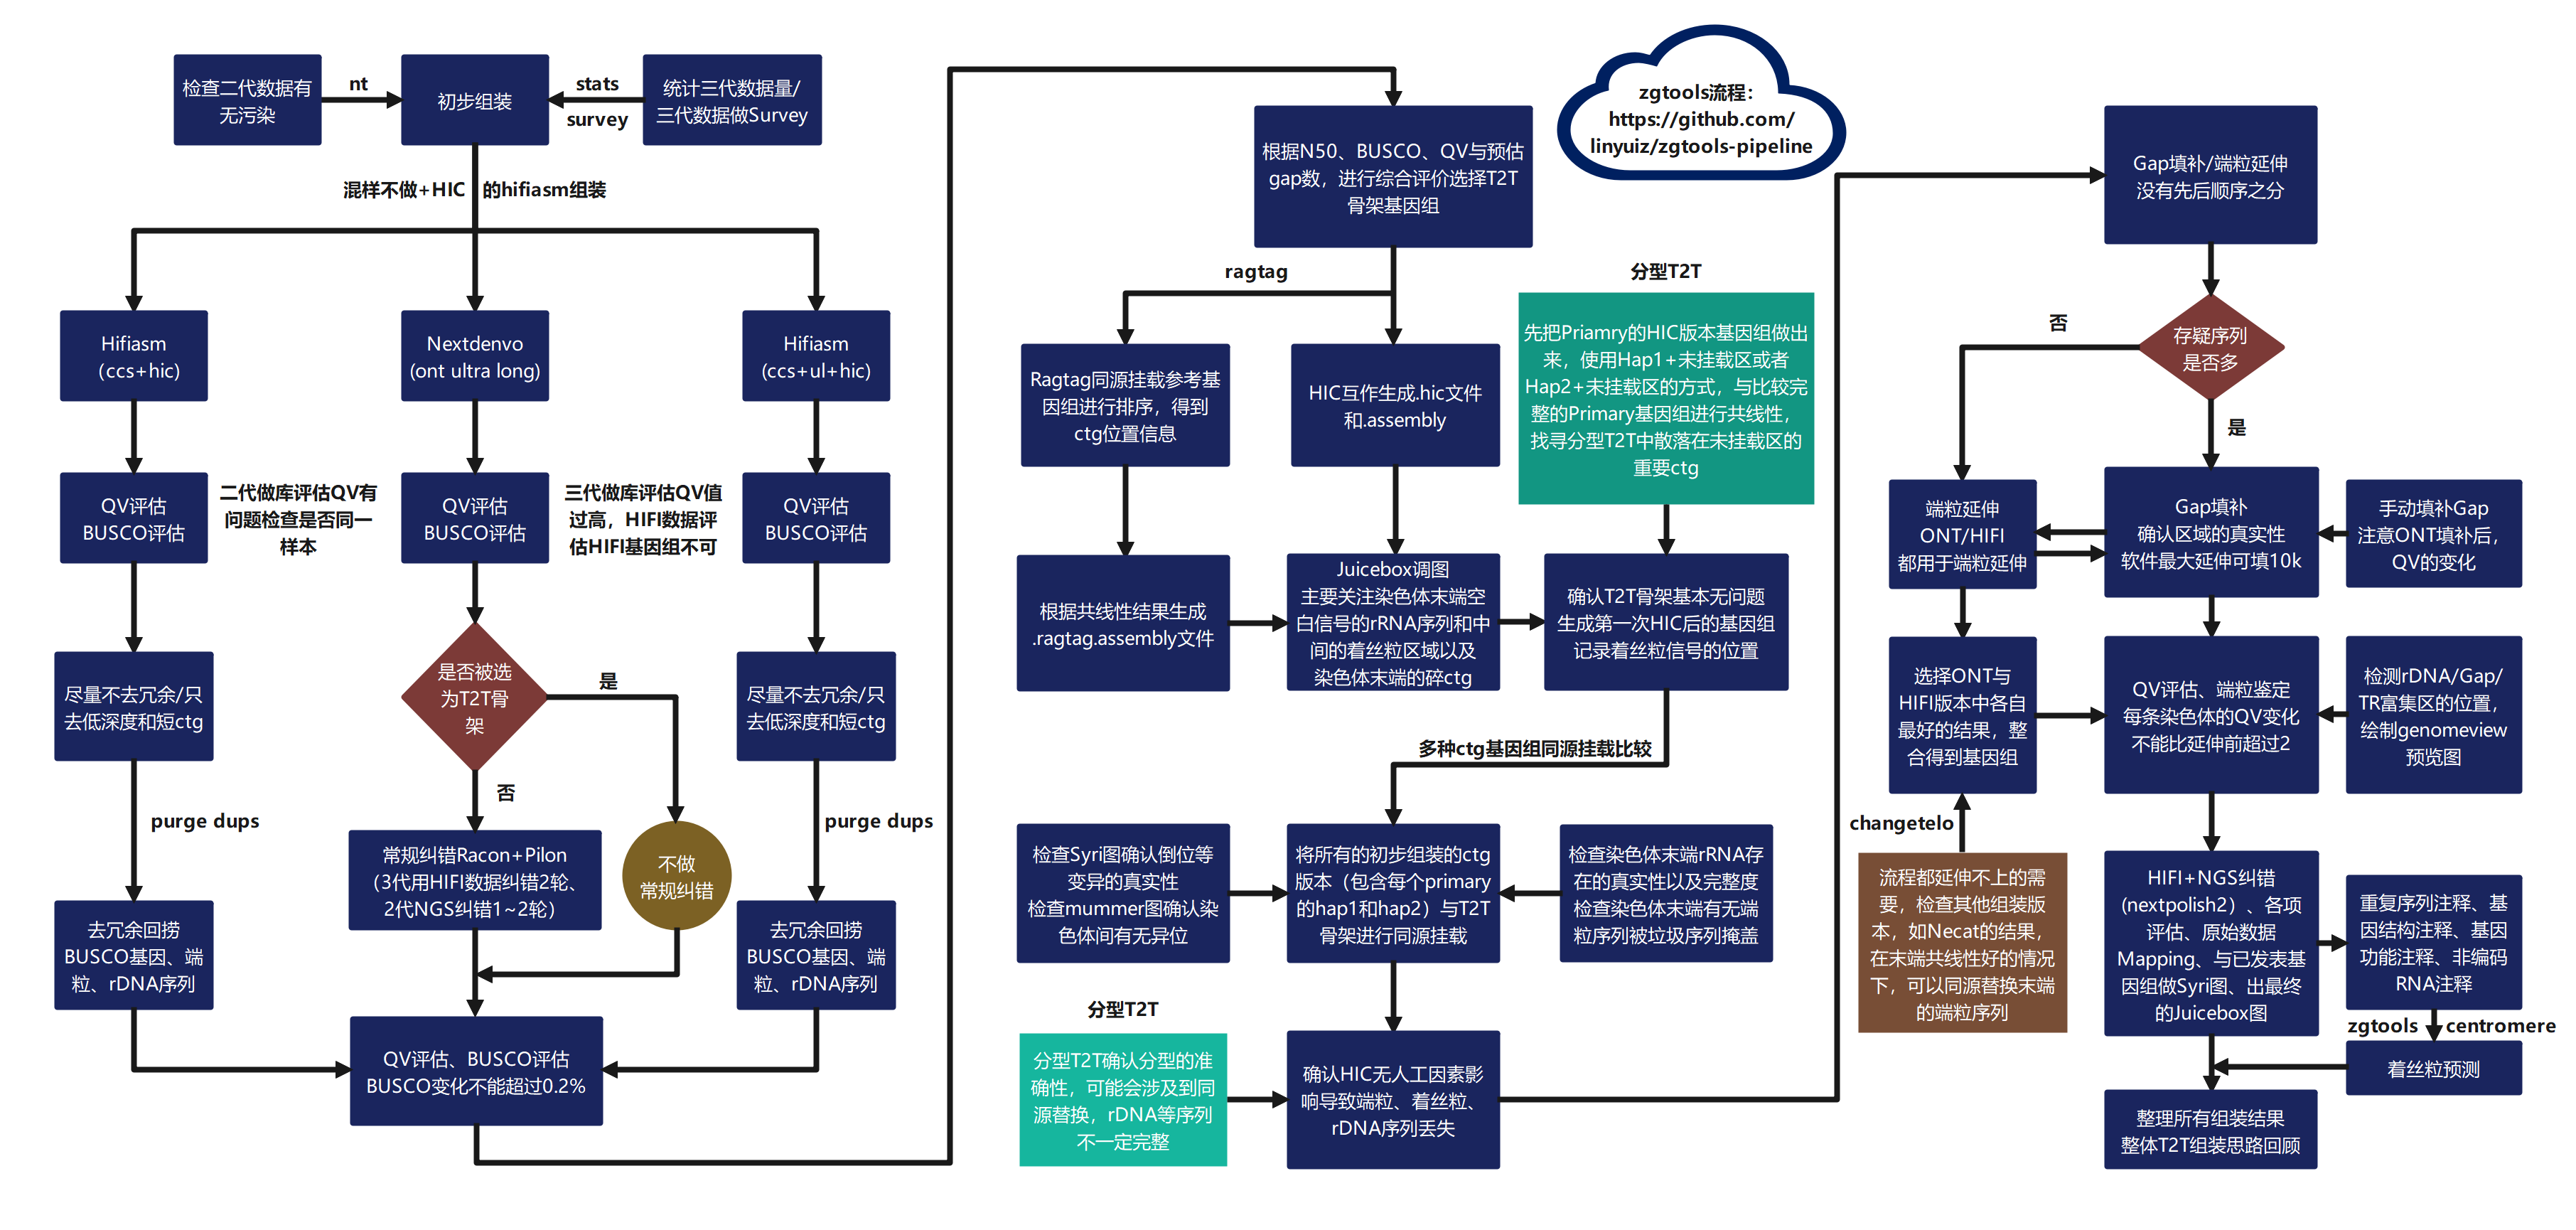 检查二代数据有
无污染
nt
初步组装
stats
survey
统计三代数据量/
三代数据做Survey
混样不做+HIC 的hifiasm组装
Hifiasm
(ccs+hic)
Nextdenvo
(ont ultra long)
Hifiasm
(ccs+ul+hic)
QV评估
BUSCO评估
二代做库评估QV有
问题检查是否同一
样本
QV评估
BUSCO评估
三代做库评估QV值
过高，HIFI数据评
估HIFI基因组不可
QV评估
BUSCO评估
尽量不去冗余/只
去低深度和短ctg
是否被选
为T2T骨
架
是
否
尽量不去冗余/只
去低深度和短ctg
purge dups
常规纠错Racon+Pilon
（3代用HIFI数据纠错2轮、
2代NGS纠错1~2轮）
不做
常规纠错
purge dups
去冗余回捞
BUSCO基因、端
粒、rDNA序列
去冗余回捞
BUSCO基因、端
粒、rDNA序列
QV评估、BUSCO评估
BUSCO变化不能超过0.2%
根据N50、BUSCO、QV与预估
gap数，进行综合评价选择T2T
骨架基因组
zgtools流程：
https://github.com/
linyuiz/zgtools-pipeline
ragtag
分型T2T
Ragtag同源挂载参考基
因组进行排序，得到
ctg位置信息
HIC互作生成.hic文件
和.assembly
先把Priamry的HIC版本基因组做出
来，使用Hap1+未挂载区或者
Hap2+未挂载区的方式，与比较完
整的Primary基因组进行共线性，
找寻分型T2T中散落在未挂载区的
重要ctg
根据共线性结果生成
.ragtag.assembly文件
Juicebox调图
主要关注染色体末端空
白信号的rRNA序列和中
间的着丝粒区域以及
染色体末端的碎ctg
确认T2T骨架基本无问题
生成第一次HIC后的基因组
记录着丝粒信号的位置
多种ctg基因组同源挂载比较
检查Syri图确认倒位等
变异的真实性
检查mummer图确认染
色体间有无异位
将所有的初步组装的ctg
版本（包含每个primary
的hap1和hap2）与T2T
骨架进行同源挂载
检查染色体末端rRNA存
在的真实性以及完整度
检查染色体末端有无端
粒序列被垃圾序列掩盖
分型T2T
分型T2T确认分型的准
确性，可能会涉及到同
源替换，rDNA等序列
不一定完整
确认HIC无人工因素影
响导致端粒、着丝粒、
rDNA序列丢失
Gap填补/端粒延伸
没有先后顺序之分
存疑序列
是否多
否
是
端粒延伸
ONT/HIFI
都用于端粒延伸
Gap填补
确认区域的真实性
软件最大延伸可填10k
手动填补Gap
注意ONT填补后，
QV的变化
选择ONT与
HIFI版本中各自
最好的结果，整
合得到基因组
QV评估、端粒鉴定
每条染色体的QV变化
不能比延伸前超过2
检测rDNA/Gap/
TR富集区的位置，
绘制genomeview
预览图
changetelo
流程都延伸不上的需
要，检查其他组装版
本，如Necat的结果，
在末端共线性好的情况
下，可以同源替换末端
的端粒序列
HIFI+NGS纠错
(nextpolish2）、各项
评估、原始数据
Mapping、与已发表基
因组做Syri图、出最终
的Juicebox图
重复序列注释、基
因结构注释、基因
功能注释、非编码
RNA注释
zgtools centromere
着丝粒预测
整理所有组装结果
整体T2T组装思路回顾